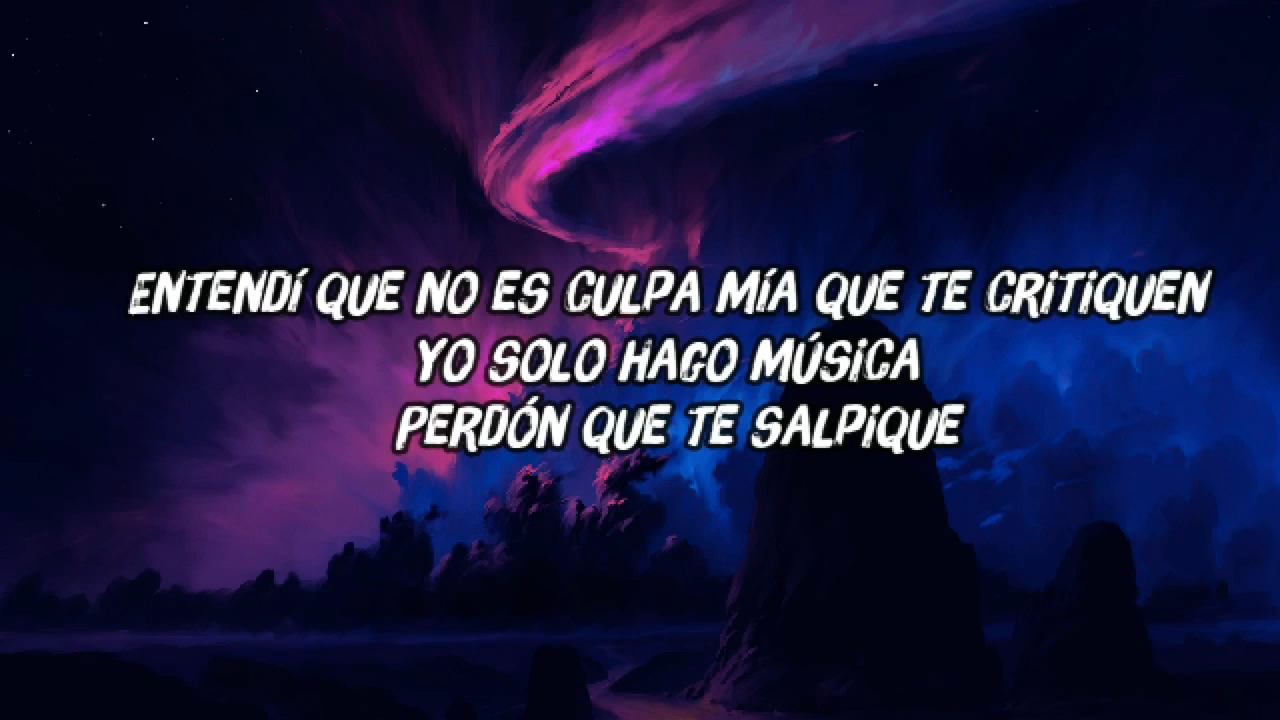 ENTENDÍ QUE NO ES CULPA MÍA QUE TE CRITIQUEN
YO SOLO HAGO MÚSICA
PERDÓN QUE TE SALPIQUE